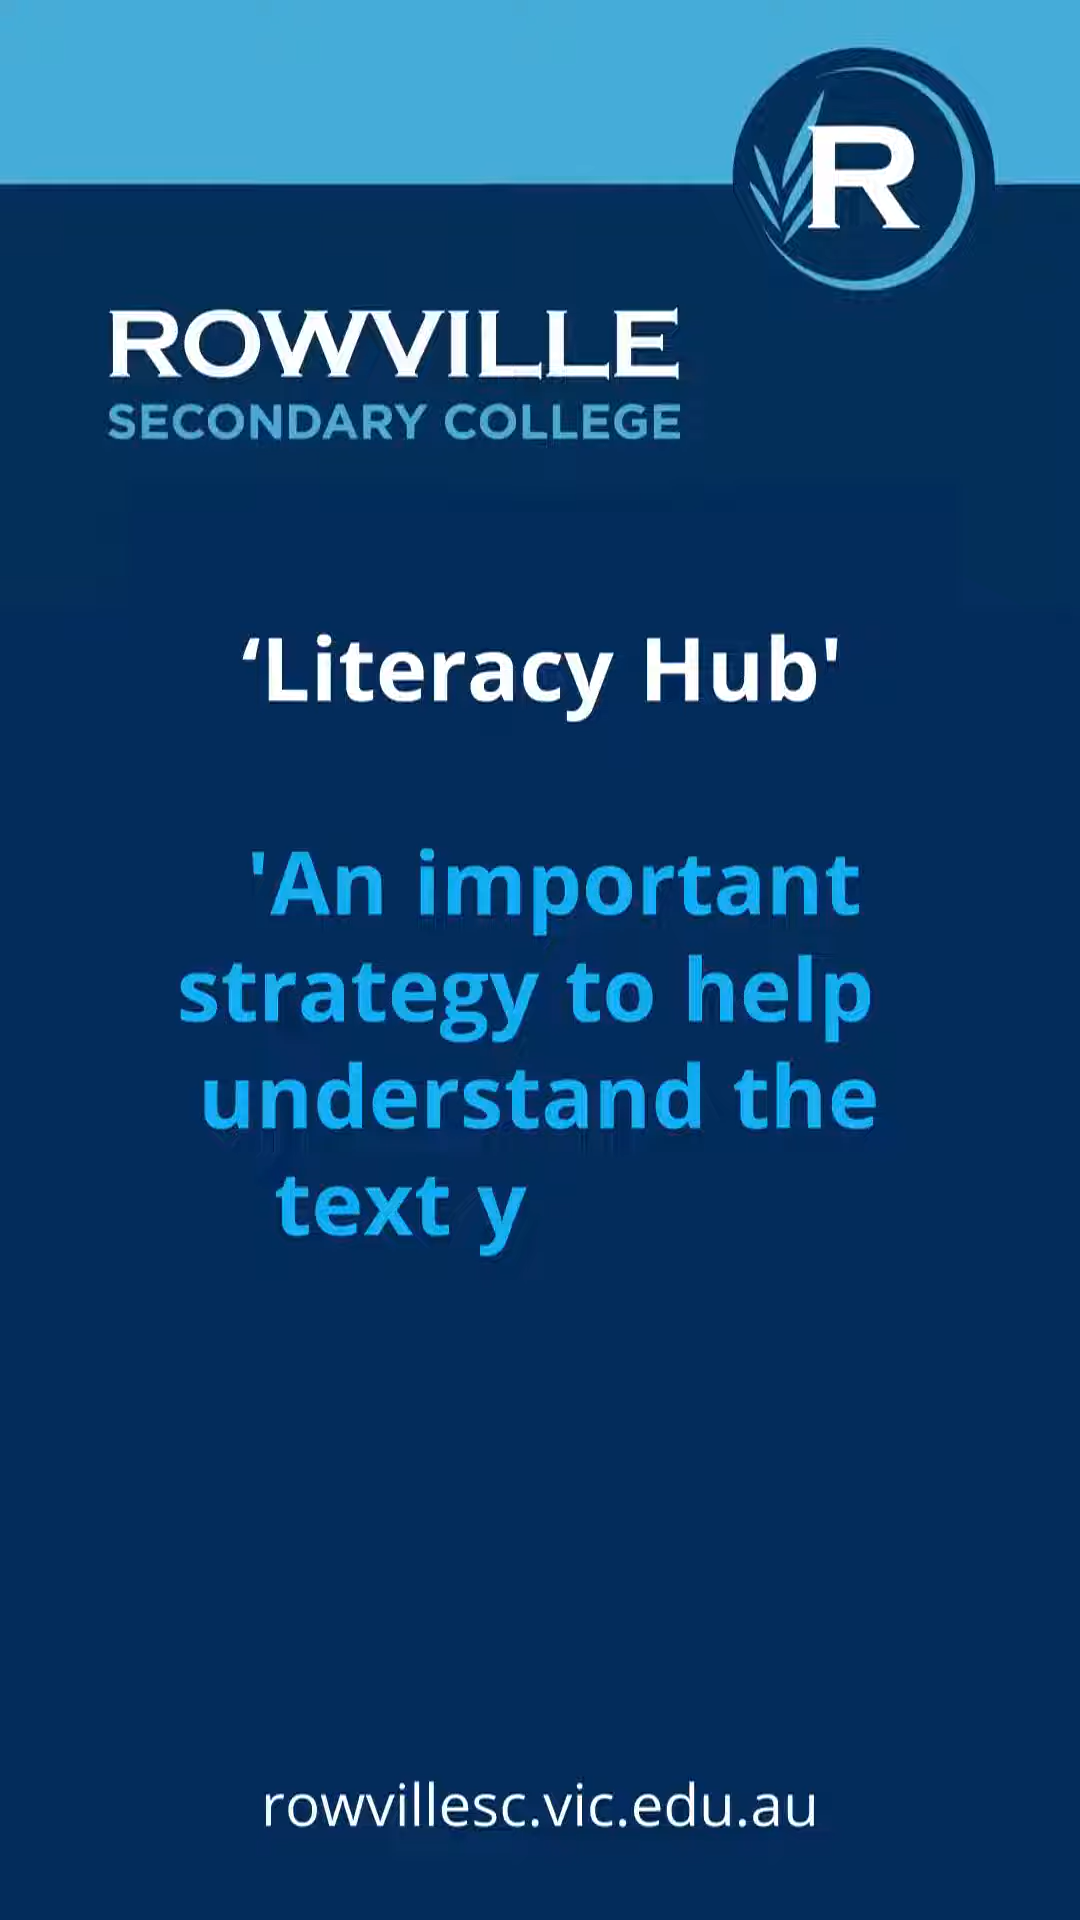 R
ROWVILLE
SECONDARY COLLEGE
‘Literacy Hub'
'An important
strategy to help
understand the
text y
rowvillesc.vic.edu.au